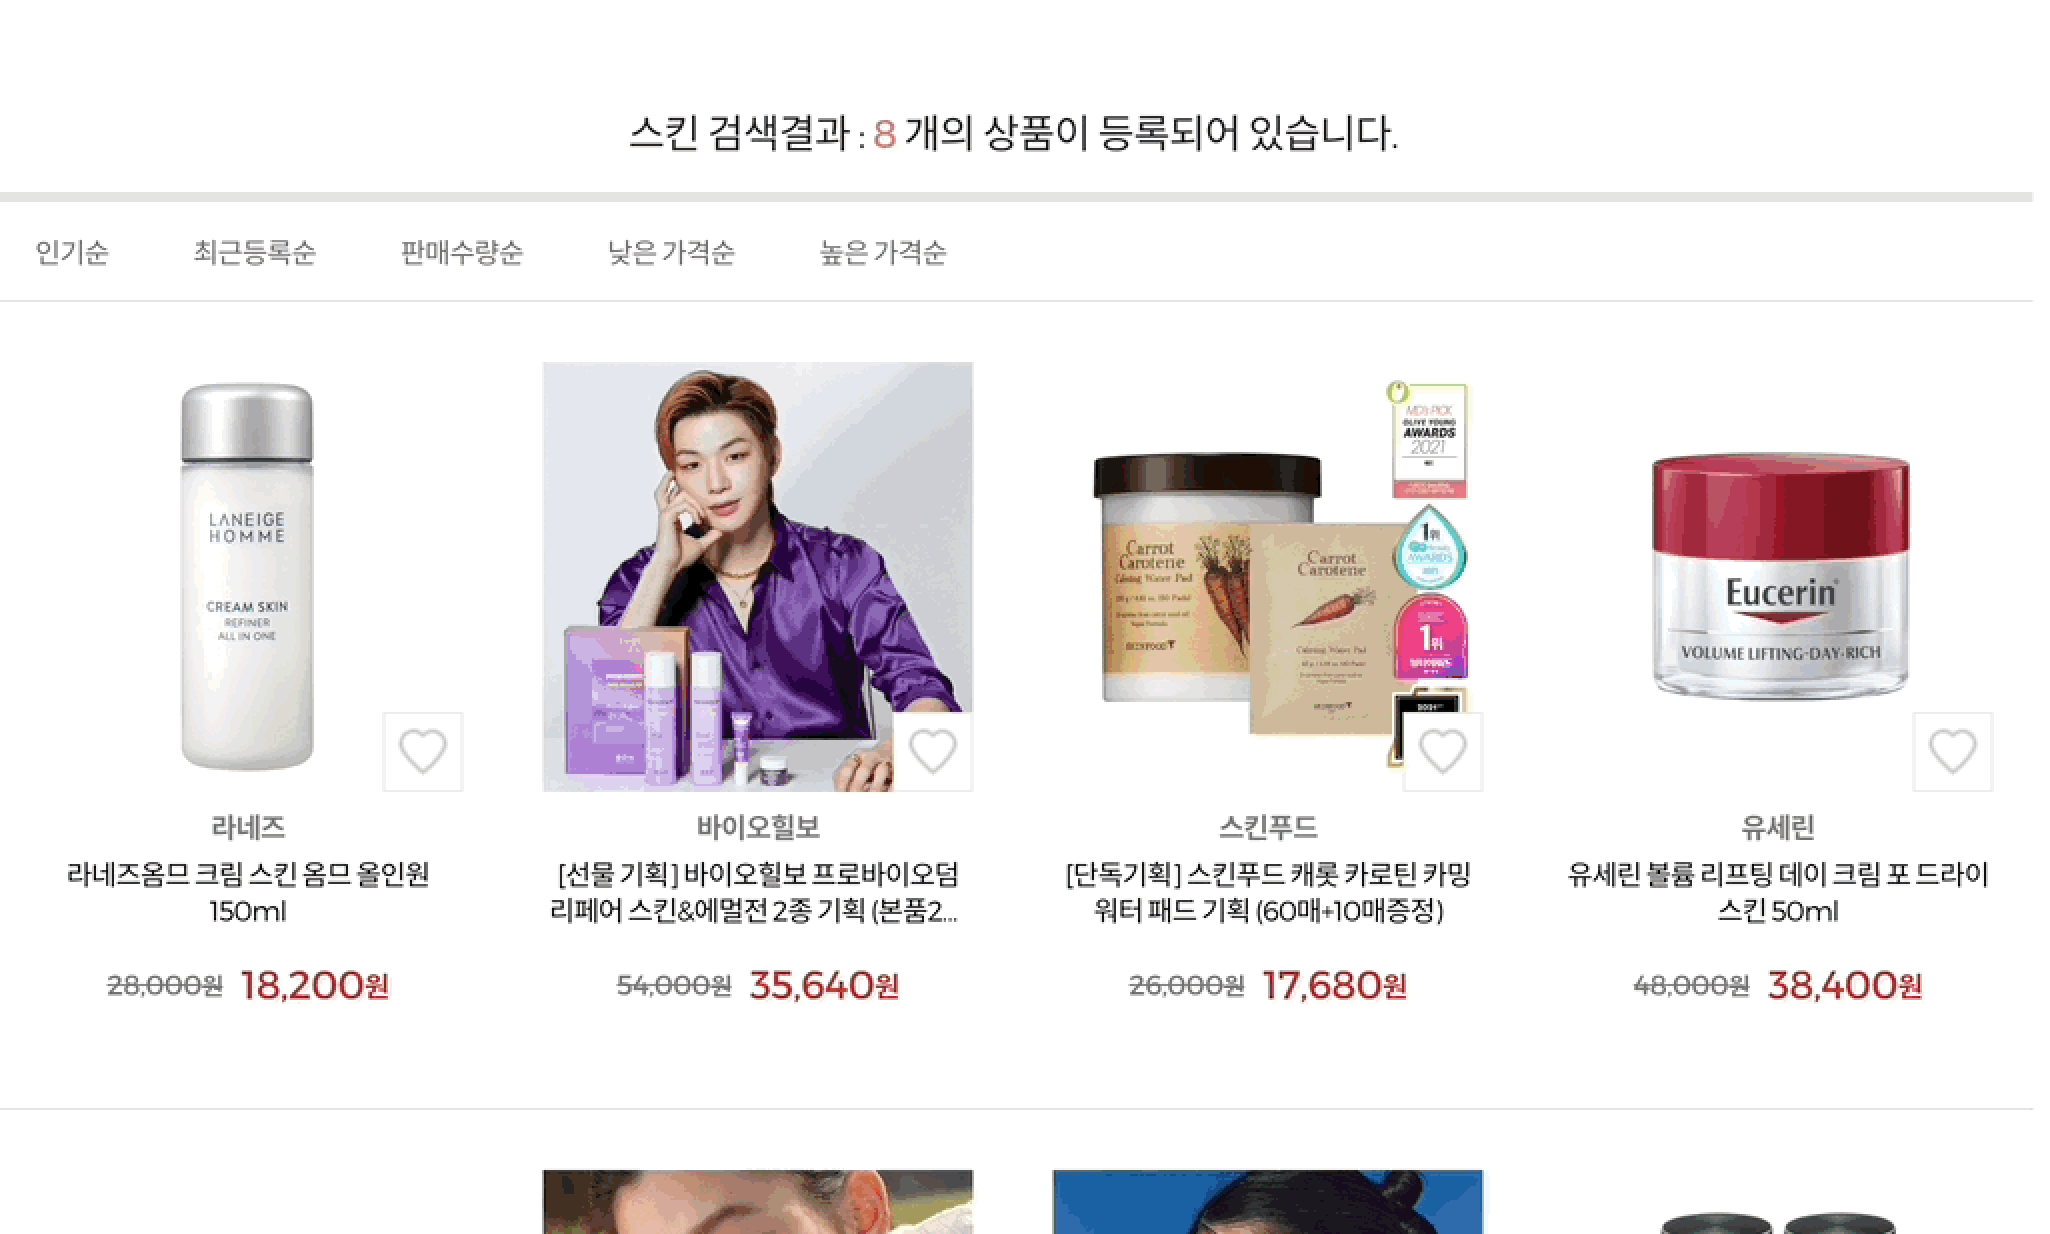 스킨 검색결과 : 8 개의 상품이 등록되어 있습니다.
인기순 최근등록순 판매수량순 낮은 가격순 높은 가격순
LANEIGE
HOMME
CREAM SKIN
REFINER
ALL IN ONE
Carrot
Carotene
Calming Water Pad
SKINFOOD
Carrot
Carotene
Calming Water Pad
SKINFOOD
MD's PICK
OLIVE YOUNG
AWARDS
2021
1위
AWARDS
1위
Eucerin
VOLUME LIFTING•DAY•RICH
라네즈
라네즈옴므 크림 스킨 옴므 올인원
150ml
28,000원 18,200원
바이오힐보
[선물 기획] 바이오힐보 프로바이오덤
리페어 스킨&에멀전 2종 기획 (본품2...
54,000원 35,640원
스킨푸드
[단독기획] 스킨푸드 캐롯 카로틴 카밍
워터 패드 기획 (60매+10매증정)
26,000원 17,680원
유세린
유세린 볼륨 리프팅 데이 크림 포 드라이
스킨 50ml
48,000원 38,400원